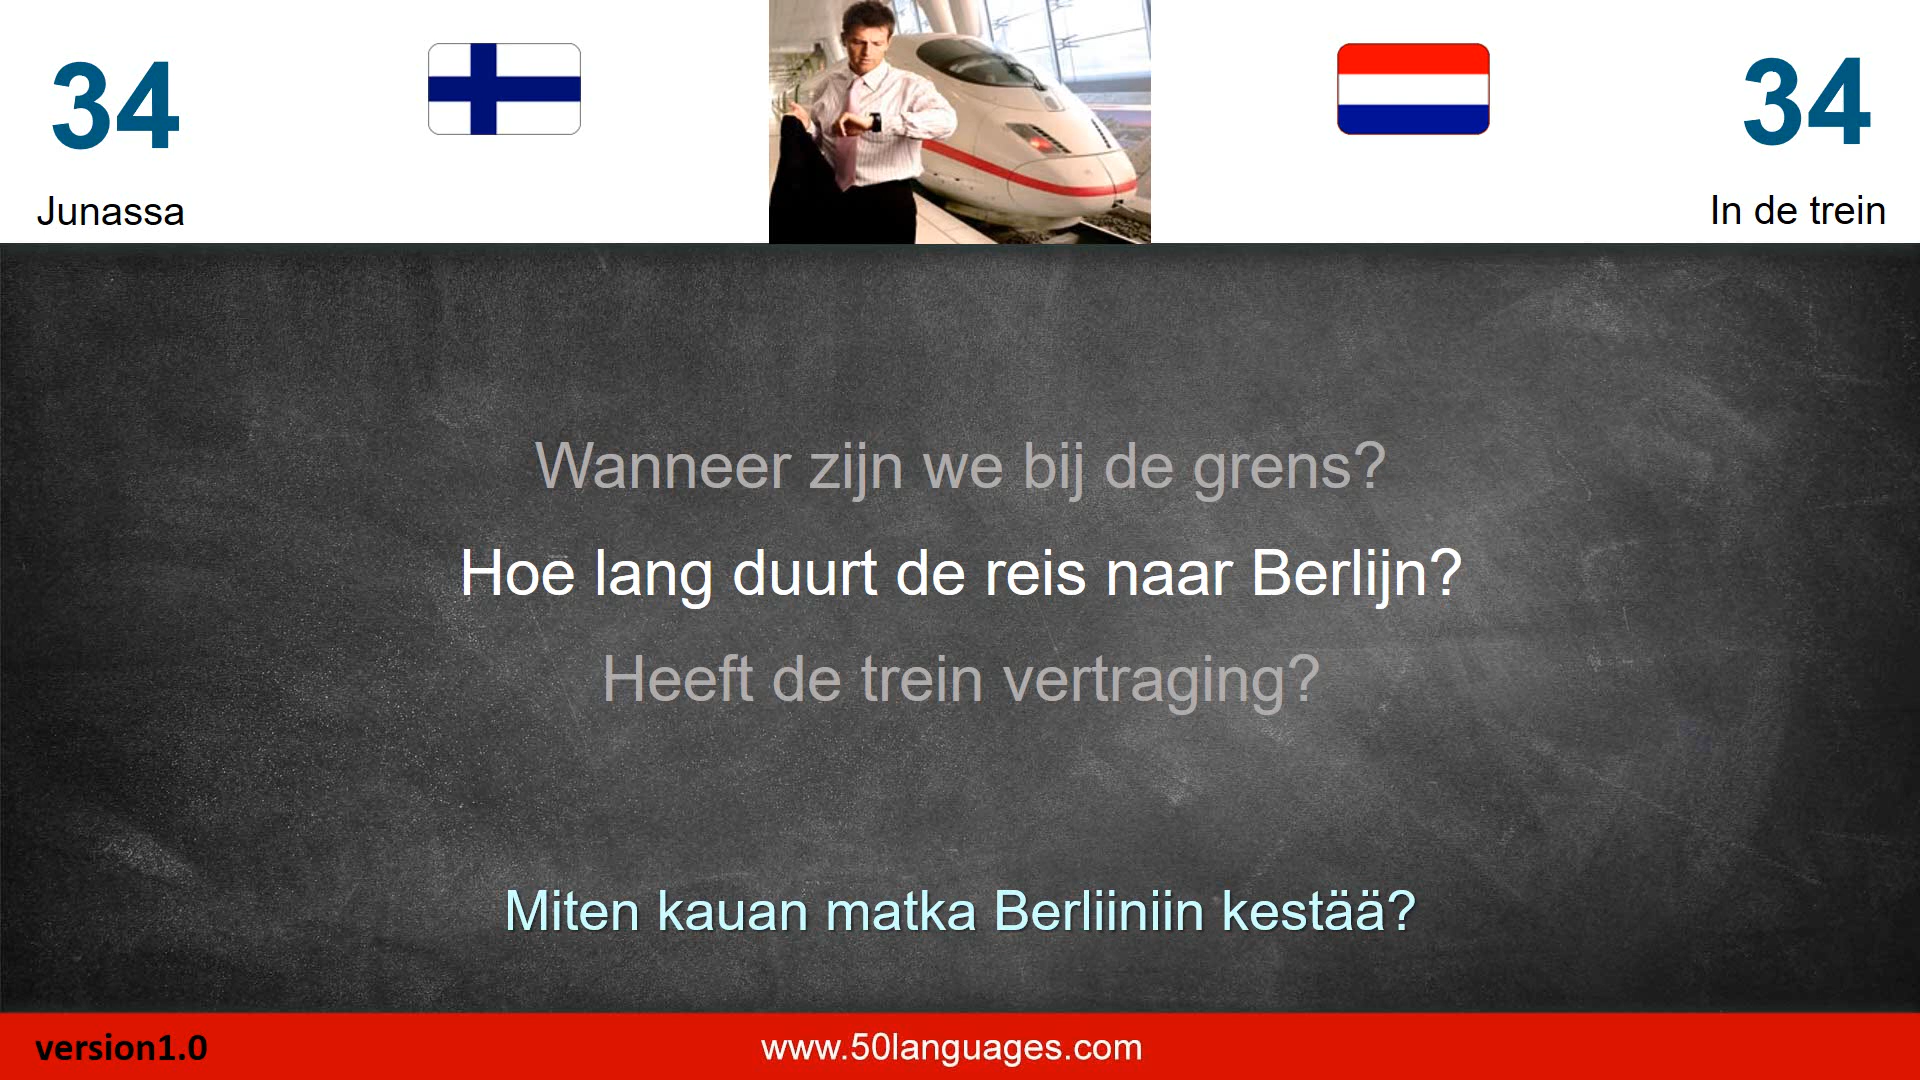 34
34
Junassa
In de trein
Wanneer zijn we bij de grens?
Hoe lang duurt de reis naar Berlijn?
Heeft de trein vertraging?
Miten kauan matka Berliiniin kestää?
version1.0
www.50languages.com